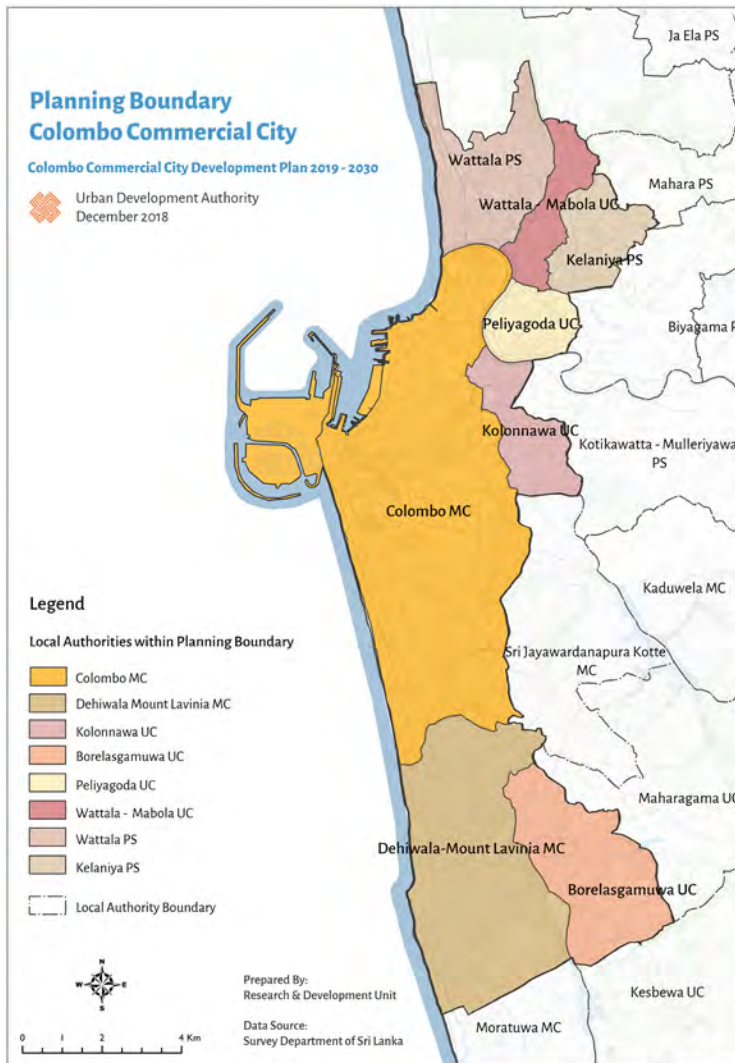 Planning Boundary
Colombo Commercial City
Colombo Commercial City Development Plan 2019 - 2030
Urban Development Authority
December 2018
Ja Ela PS
Wattala PS
Mahara PS
Wattala - Mabola UC
Kelaniya PS
Peliyagoda UC
Biyagama P
Kolonnawa UC
Kotikawatta - Mulleriyawa
PS
Colombo MC
Kaduwela MC
Sri Jayawardanapura Kotte
MC
Maharagama UC
Dehiwala-Mount Lavinia MC
Borelasgamuwa UC
Kesbewa UC
Moratuwa MC
Legend
Local Authorities within Planning Boundary
Colombo MC
Dehiwala Mount Lavinia MC
Kolonnawa UC
Borelasgamuwa UC
Peliyagoda UC
Wattala - Mabola UC
Wattala PS
Kelaniya PS
Local Authority Boundary
N
W E
S
0 1 2 4 Km
Prepared By:
Research & Development Unit
Data Source:
Survey Department of Sri Lanka